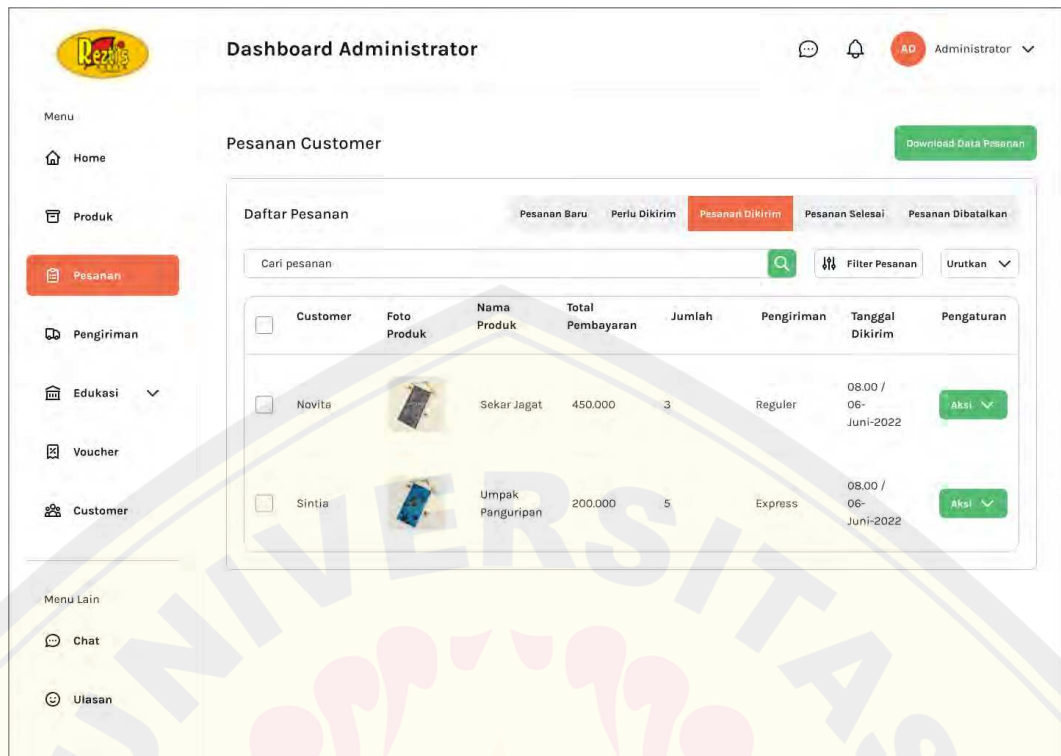 Rezti's
Dashboard Administrator
AD
Administrator
Menu
Home
Produk
Pesanan
Pengiriman
Edukasi
Voucher
Customer
Menu Lain
Chat
Ulasan
Pesanan Customer
Download Data Pesanan
Daftar Pesanan
Pesanan Baru
Perlu Dikirim
Pesanan Dikirim
Pesanan Selesai
Pesanan Dibatalkan
Cari pesanan
Filter Pesanan
Urutkan
Customer
Foto
Produk
Nama
Produk
Total
Pembayaran
Jumlah
Pengiriman
Tanggal
Dikirim
Pengaturan
Novita
Sekar Jagat
450.000
3
Reguler
08.00 /
06-
Juni-2022
Aksi
Sintia
Umpak
Panguripan
200.000
5
Express
08.00 /
06-
Juni-2022
Aksi
UNIVERSITAS